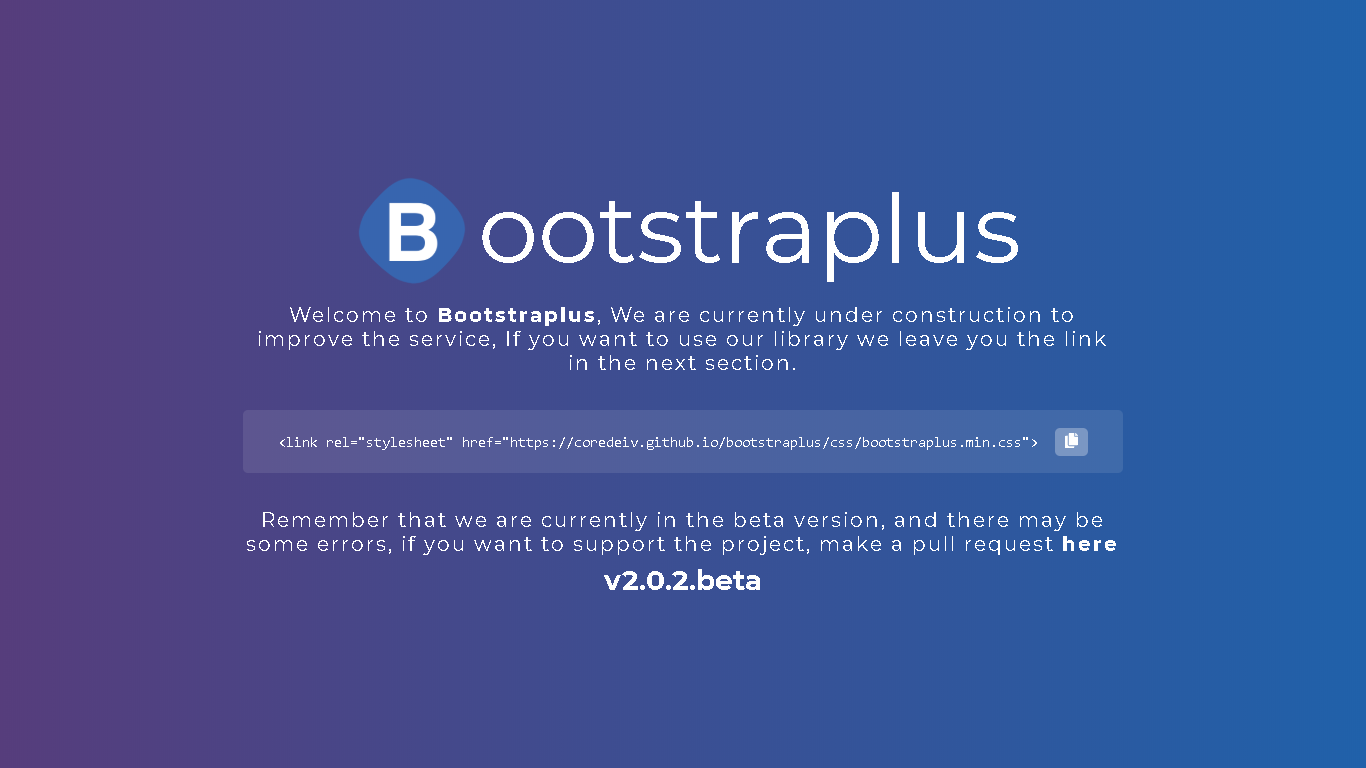 Bootstraplus
Welcome to Bootstraplus, We are currently under construction to
improve the service, If you want to use our library we leave you the link
in the next section.
<link rel="stylesheet" href="https://coredeiv.github.io/bootstraplus/css/bootstraplus.min.css">
Remember that we are currently in the beta version, and there may be
some errors, if you want to support the project, make a pull request here
v2.0.2.beta